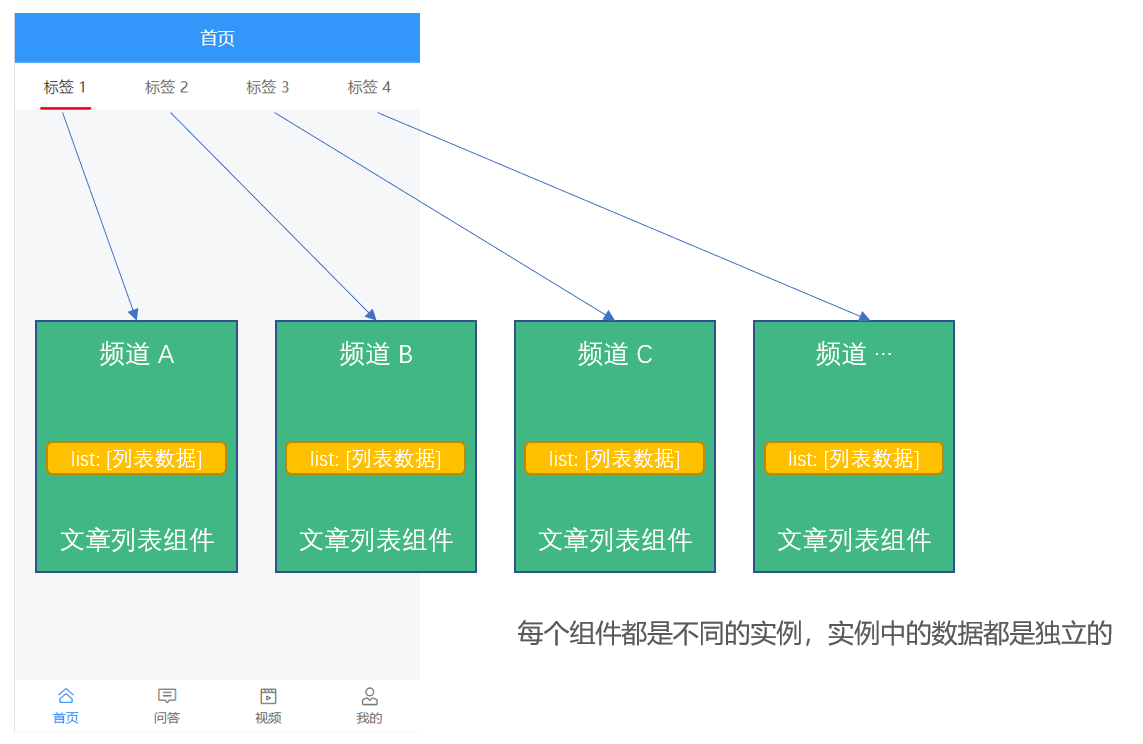 首页
标签 1
标签 2
标签 3
标签 4
频道 A
频道 B
频道 C
频道 ···
list: [列表数据]
list: [列表数据]
list: [列表数据]
list: [列表数据]
文章列表组件
文章列表组件
文章列表组件
文章列表组件
每个组件都是不同的实例，实例中的数据都是独立的
首页
问答
视频
我的